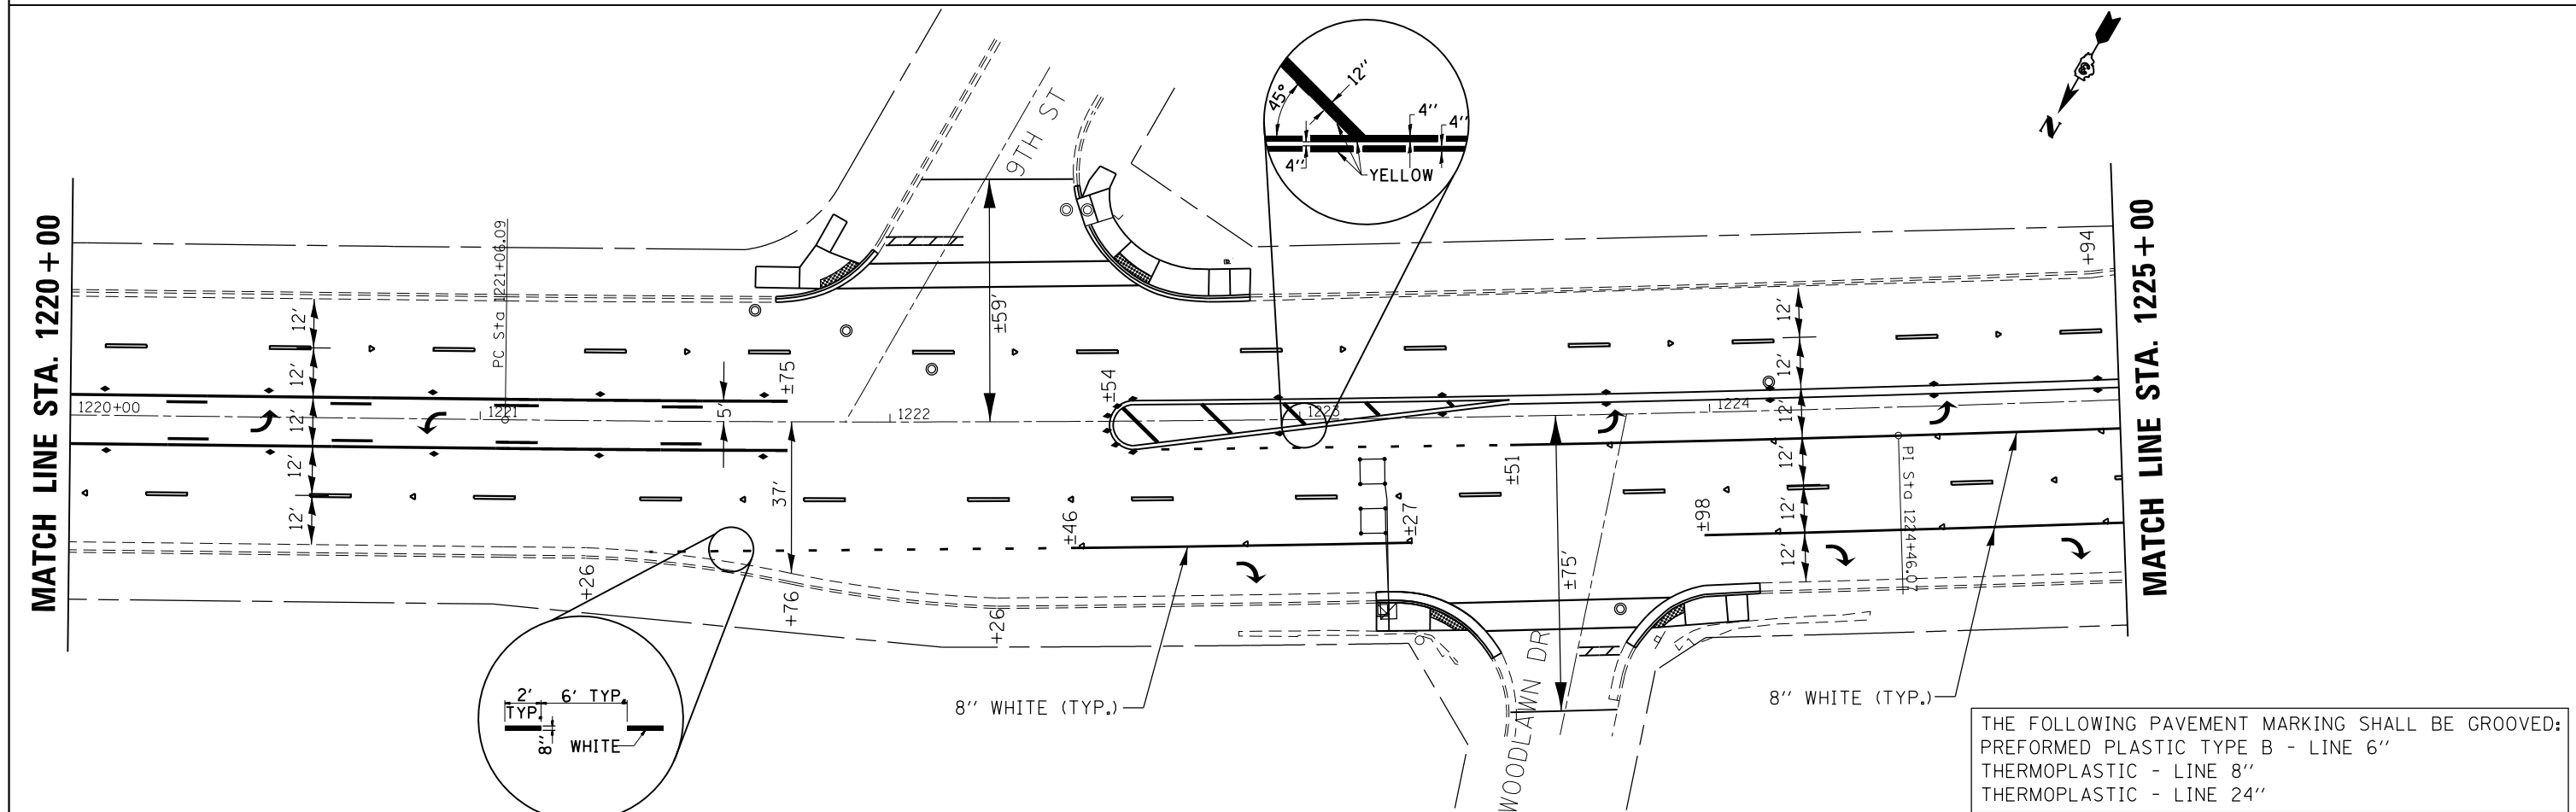 MATCH LINE STA. 1220+00
1220+00
12'
12'
12'
12'
12'
PC Sta 1221+06.09
1221
±75
5'
37'
+26
+76
2'
TYP.
6' TYP.
8''
WHITE
9TH ST
±59'
1222
±54
±46
+26
8'' WHITE (TYP.)
45°
12''
4''
4''
4''
YELLOW
1223
±27
±51
±75'
WOODLAWN DR
±98
1224
12'
12'
12'
12'
12'
12'
PI Sta 1224+46.07
8'' WHITE (TYP.)
+94
N
MATCH LINE STA. 1225+00
THE FOLLOWING PAVEMENT MARKING SHALL BE GROOVED:
PREFORMED PLASTIC TYPE B - LINE 6''
THERMOPLASTIC - LINE 8''
THERMOPLASTIC - LINE 24''